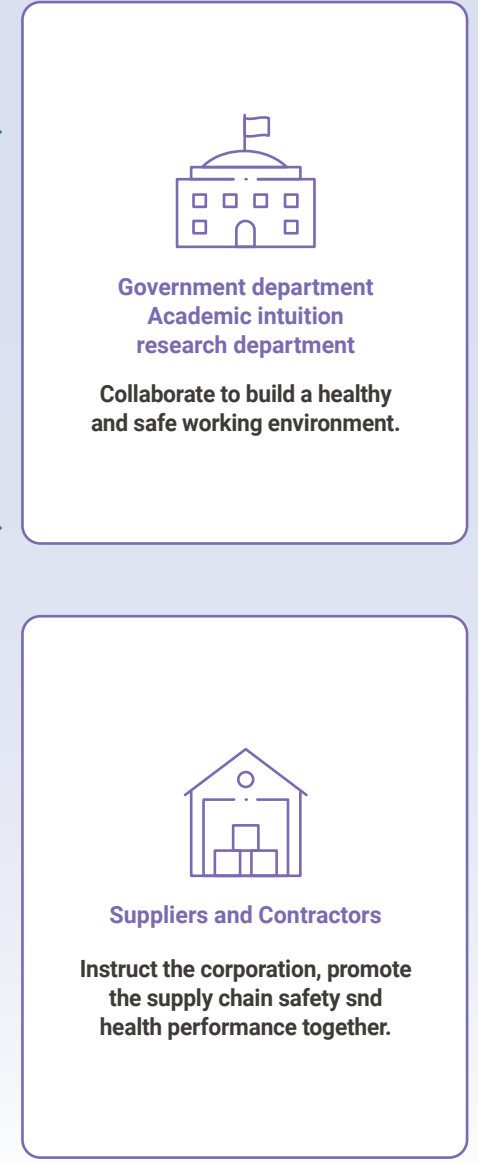 Government department
Academic intuition
research department
Collaborate to build a healthy
and safe working environment.
Suppliers and Contractors
Instruct the corporation, promote
the supply chain safety snd
health performance together.